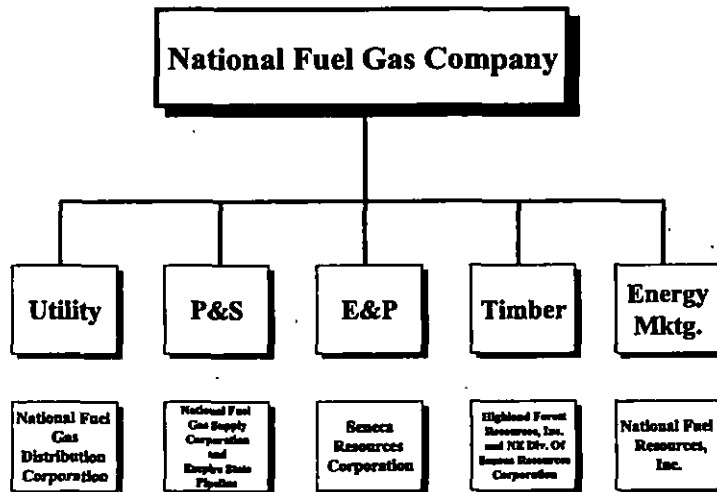 National Fuel Gas Company
Utility
P&S
E&P
Timber
Energy
Mktg.
National Fuel
Gas
Distribution
Corporation
National Fuel
Gas Supply
Corporation
and
Empire State
Pipeline
Seneca
Resources
Corporation
Highland Forest
Resources, Inc.
and NE Div. Of
Seneca Resources
Corporation
National Fuel
Resources,
Inc.